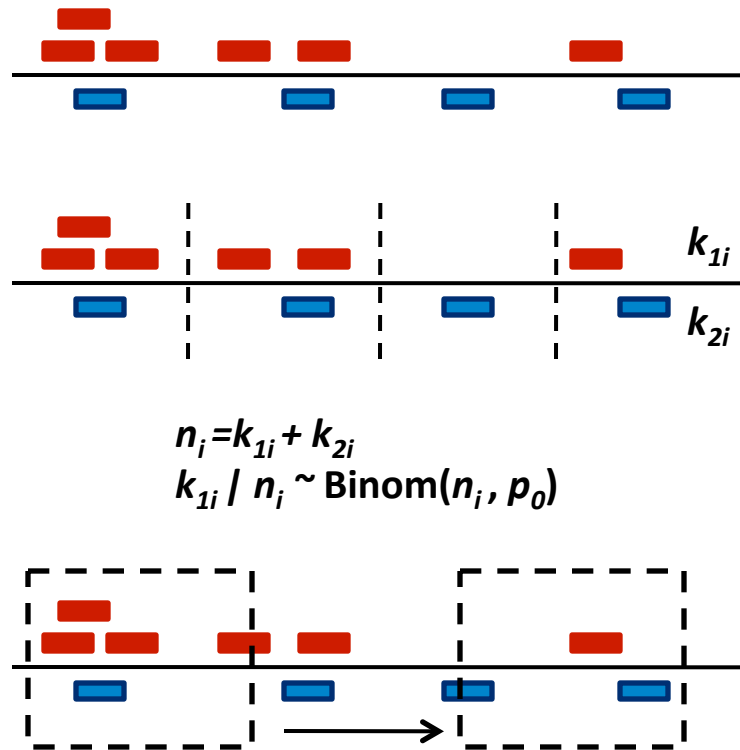 k₁ᵢ
k₂ᵢ
nᵢ =k₁ᵢ + k₂ᵢ
k₁ᵢ | nᵢ ~ Binom(nᵢ , p₀)